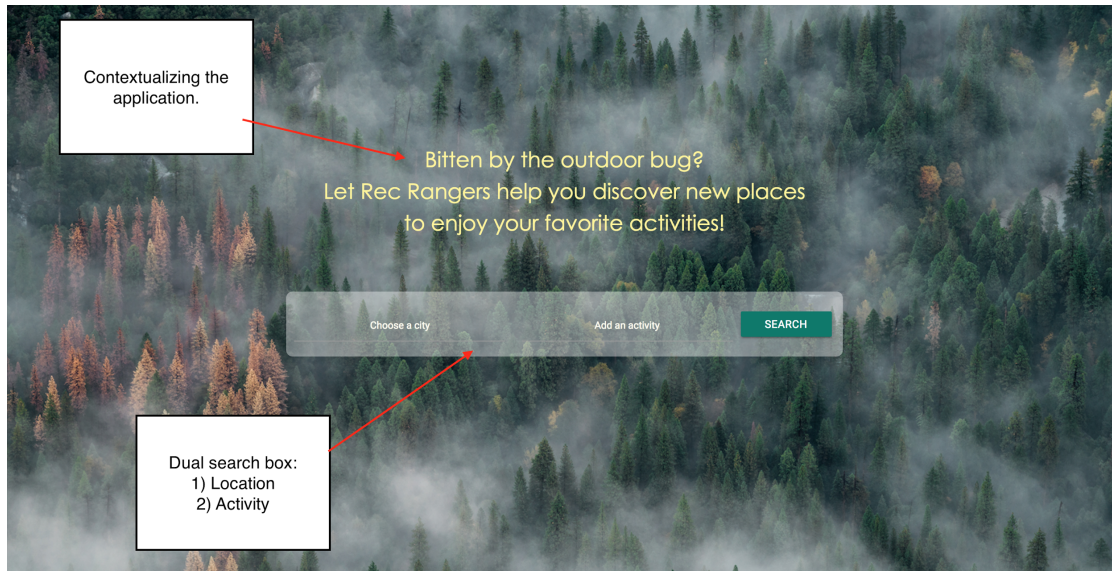 Contextualizing the
application.
Bitten by the outdoor bug?
Let Rec Rangers help you discover new places
to enjoy your favorite activities!
Choose a city
Add an activity
SEARCH
Dual search box:
1) Location
2) Activity